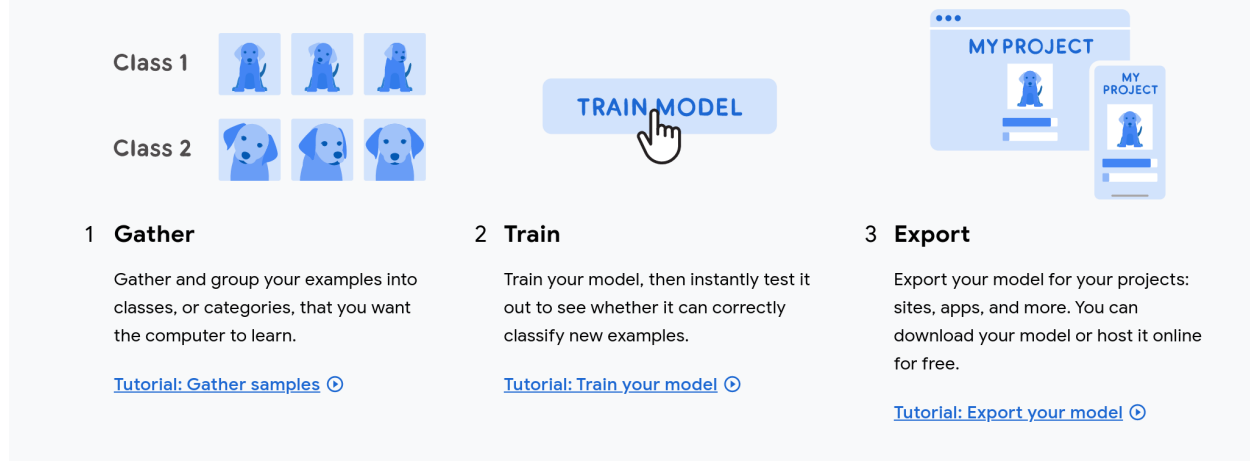 Class 1
Class 2
TRAIN MODEL
MY PROJECT
MY
PROJECT
1 Gather
Gather and group your examples into
classes, or categories, that you want
the computer to learn.
Tutorial: Gather samples
2 Train
Train your model, then instantly test it
out to see whether it can correctly
classify new examples.
Tutorial: Train your model
3 Export
Export your model for your projects:
sites, apps, and more. You can
download your model or host it online
for free.
Tutorial: Export your model